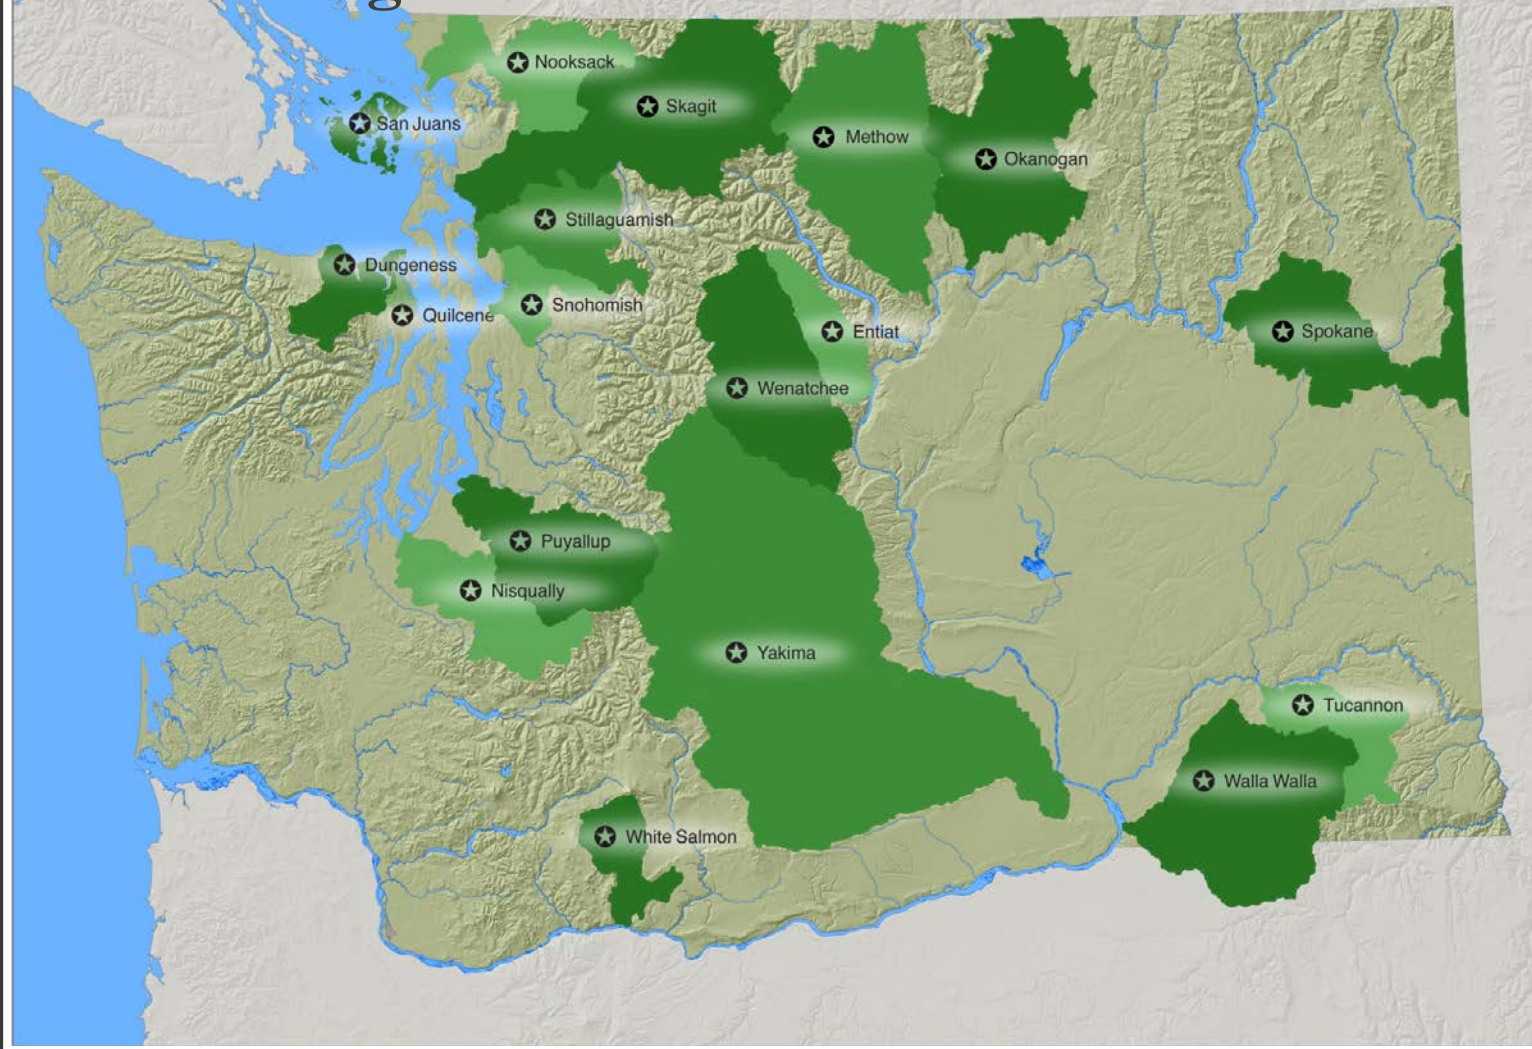 Nooksack
Skagit
San Juans
Methow
Okanogan
Stillaguamish
Dungeness
Snohomish
Quilcene
Entiat
Spokane
Wenatchee
Puyallup
Nisqually
Yakima
Tucannon
Walla Walla
White Salmon